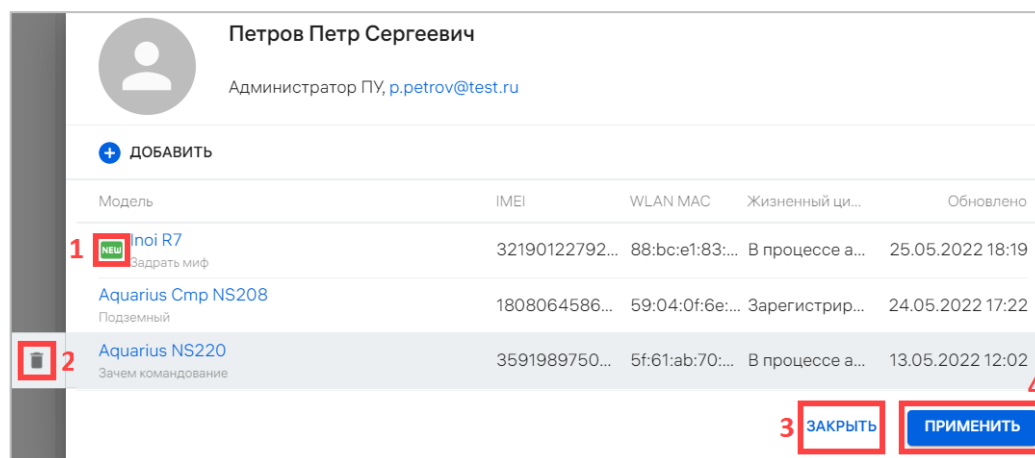 Петров Петр Сергеевич
Администратор ПУ, p.petrov@test.ru
ДОБАВИТЬ
Модель IMEI WLAN MAC Жизненный ци... Обновлено
1 NEW Inoi R7 32190122792... 88:bc:e1:83:... В процессе а... 25.05.2022 18:19
Задрать миф
Aquarius Cmp NS208 1808064586... 59:04:0f:6e:... Зарегистрир... 24.05.2022 17:22
Подземный
2 Aquarius NS220 3591989750... 5f:61:ab:70:... В процессе а... 13.05.2022 12:02
Зачем командование
3 ЗАКРЫТЬ ПРИМЕНИТЬ 4